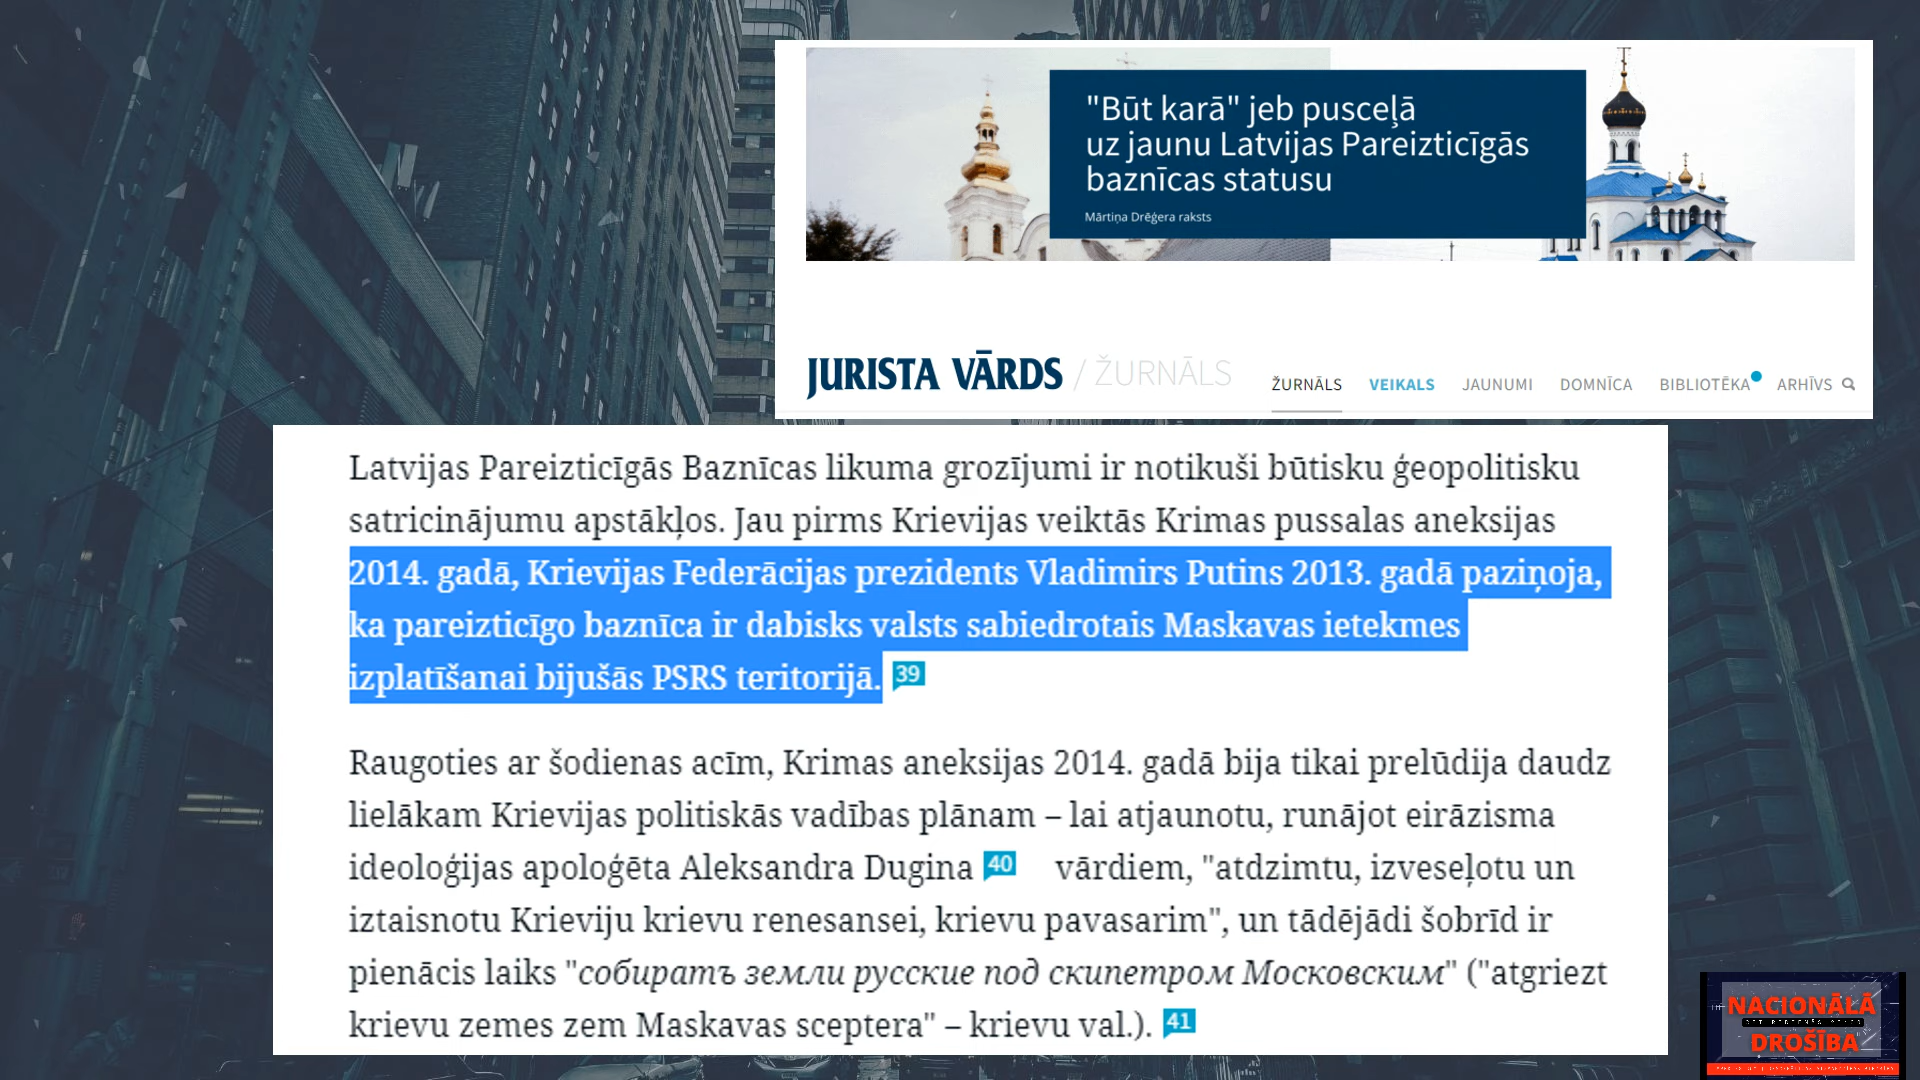 "Būt karā" jeb pusceļā
uz jaunu Latvijas Pareizticīgās
baznīcas statusu
Mārtiņa Drēģera raksts
JURISTA VĀRDS / ŽURNĀLS
ŽURNĀLS VEIKALS JAUNUMI DOMNĪCA BIBLIOTĒKA ARHĪVS
Latvijas Pareizticīgās Baznīcas likuma grozījumi ir notikuši būtisku ģeopolitisku
satricinājumu apstākļos. Jau pirms Krievijas veiktās Krimas pussalas aneksijas
2014. gadā, Krievijas Federācijas prezidents Vladimirs Putins 2013. gadā paziņoja,
ka pareizticīgo baznīca ir dabisks valsts sabiedrotais Maskavas ietekmes
izplatīšanai bijušās PSRS teritorijā. 39
Raugoties ar šodienas acīm, Krimas aneksijas 2014. gadā bija tikai prelūdija daudz
lielākam Krievijas politiskās vadības plānam – lai atjaunotu, runājot eirāzisma
ideoloģijas apoloģēta Aleksandra Dugina 40 vārdiem, "atdzimtu, izveseļotu un
iztaisnotu Krieviju krievu renesansei, krievu pavasarim", un tādējādi šobrīd ir
pienācis laiks "собирать земли русские под скипетром Московским" ("atgriezt
krievu zemes zem Maskavas sceptera" – krievu val.). 41
NACIONĀLĀ
DROŠĪBA